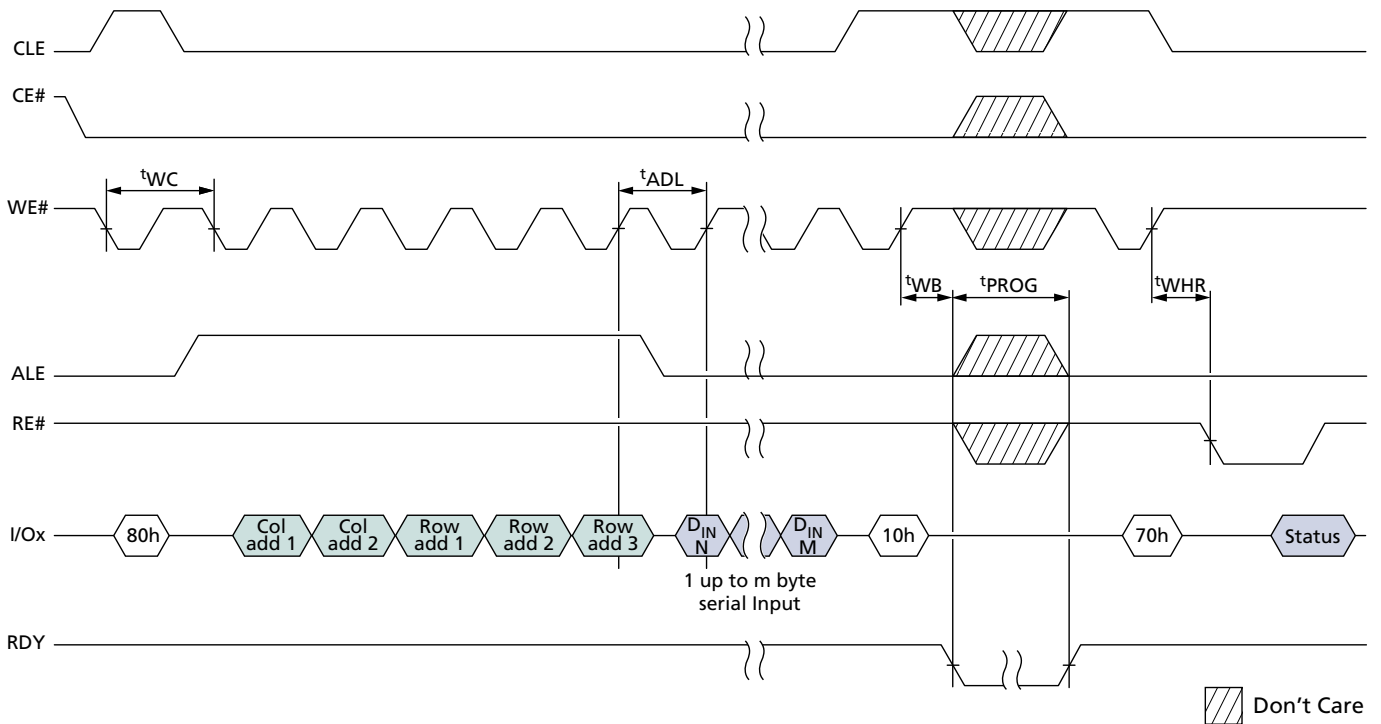 CLE
CE#
tWC
tADL
WE#
tWB
tPROG
tWHR
ALE
RE#
I/Ox
80h
Col add 1
Col add 2
Row add 1
Row add 2
Row add 3
DIN N
DIN M
10h
70h
Status
1 up to m byte
serial Input
RDY
Don't Care